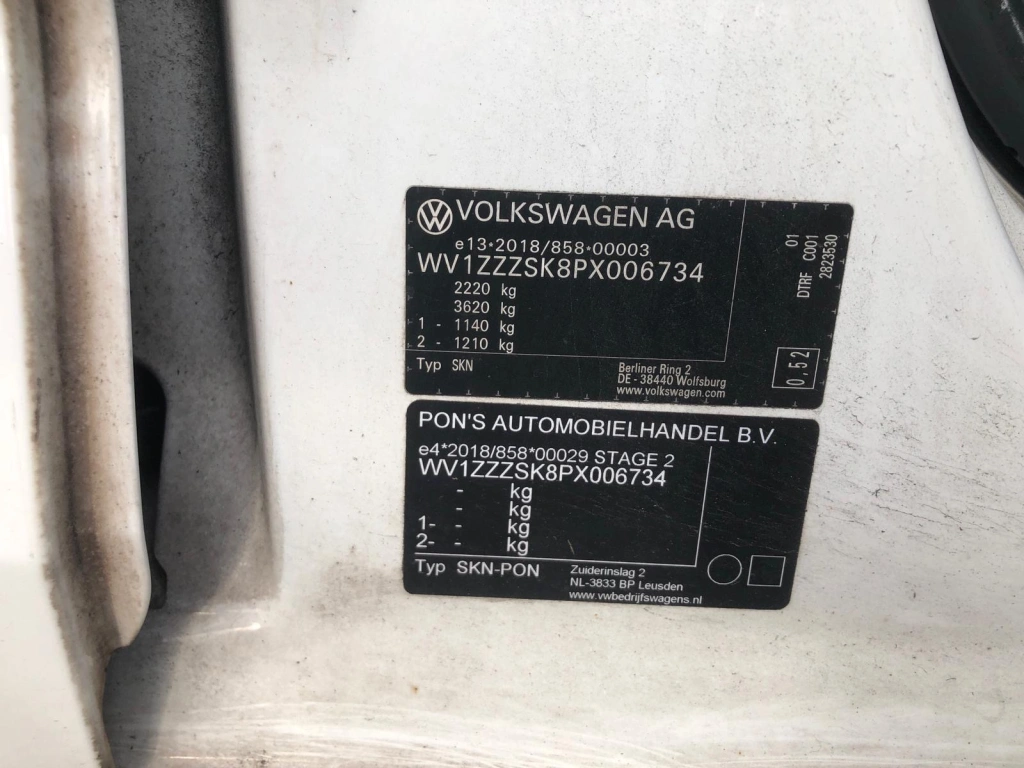 VOLKSWAGEN AG
e13*2018/858*00003
WV1ZZZSK8PX006734
2220 kg
3620 kg
1 - 1140 kg
2 - 1210 kg
Typ SKN
Berliner Ring 2
DE - 38440 Wolfsburg
www.volkswagen.com
01
DTRF C001
2823530
0,52
PON'S AUTOMOBIELHANDEL B.V.
e4*2018/858*00029 STAGE 2
WV1ZZZSK8PX006734
- kg
- kg
1- - kg
2- - kg
Typ SKN-PON
Zuiderinslag 2
NL-3833 BP Leusden
www.vwbedrijfswagens.nl